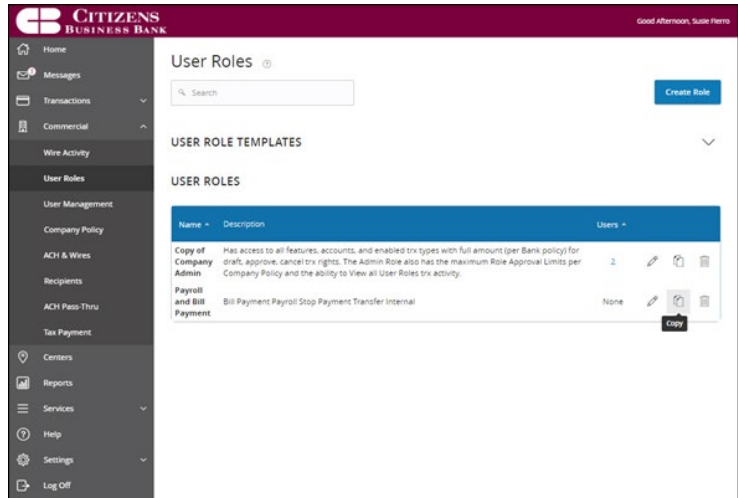 CITIZENS
BUSINESS BANK
Good Afternoon, Susie Fierro
Home
Messages
Transactions
Commercial
Wire Activity
User Roles
User Management
Company Policy
ACH & Wires
Recipients
ACH Pass-Thru
Tax Payment
Centers
Reports
Services
Help
Settings
Log Off
User Roles
Search
Create Role
USER ROLE TEMPLATES
USER ROLES
Name Description Users
Copy of Company Admin
Has access to all features, accounts, and enabled trx types with full amount (per Bank policy) for
draft, approve, cancel trx rights. The Admin Role also has the maximum Role Approval Limits per
Company Policy and the ability to View all User Roles trx activity.
2
Payroll and Bill Payment
Bill Payment Payroll Stop Payment Transfer Internal
None
Copy